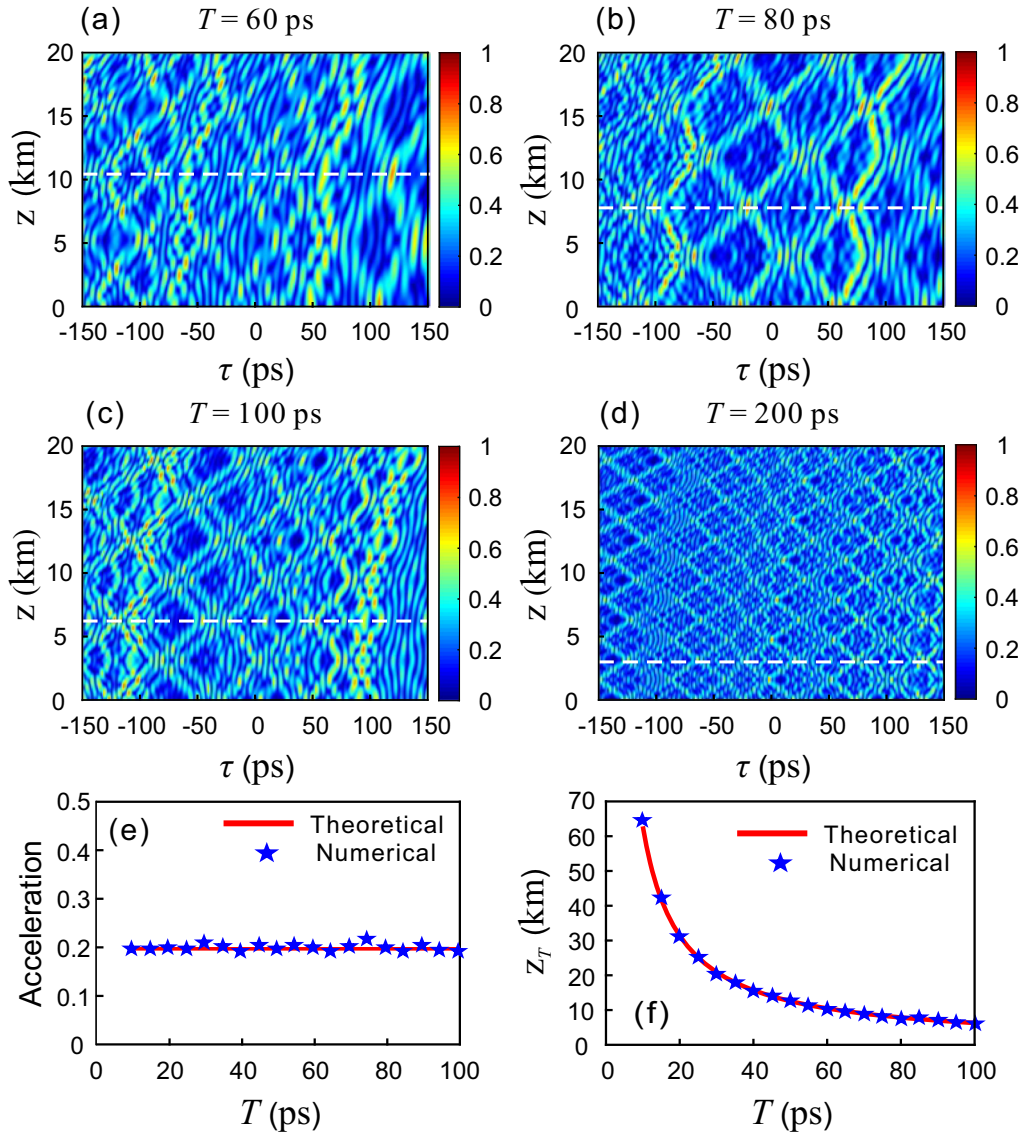 (a) T = 60 ps
(b) T = 80 ps
20
15
10
5
0
z (km)
-150 -100 -50 0 50 100 150
τ (ps)
1
0.8
0.6
0.4
0.2
0
20
15
10
5
0
z (km)
-150 -100 -50 0 50 100 150
τ (ps)
1
0.8
0.6
0.4
0.2
0
(c) T = 100 ps
(d) T = 200 ps
20
15
10
5
0
z (km)
-150 -100 -50 0 50 100 150
τ (ps)
1
0.8
0.6
0.4
0.2
0
20
15
10
5
0
z (km)
-150 -100 -50 0 50 100 150
τ (ps)
1
0.8
0.6
0.4
0.2
0
(e)
Theoretical
Numerical
0.5
0.4
0.3
0.2
0.1
0
Acceleration
0 20 40 60 80 100
T (ps)
(f)
Theoretical
Numerical
70
60
50
40
30
20
10
0
z_T (km)
0 20 40 60 80 100
T (ps)